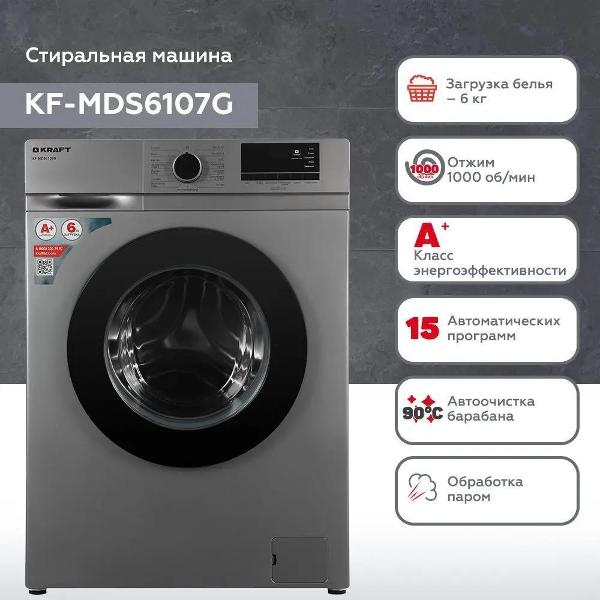 Стиральная машина
KF-MDS6107G
KRAFT
A+
6
Загрузка белья
– 6 кг
1000
Отжим
1000 об/мин
A+
Класс
энергоэффективности
15
Автоматических
программ
90°C
Автоочистка
барабана
Обработка
паром